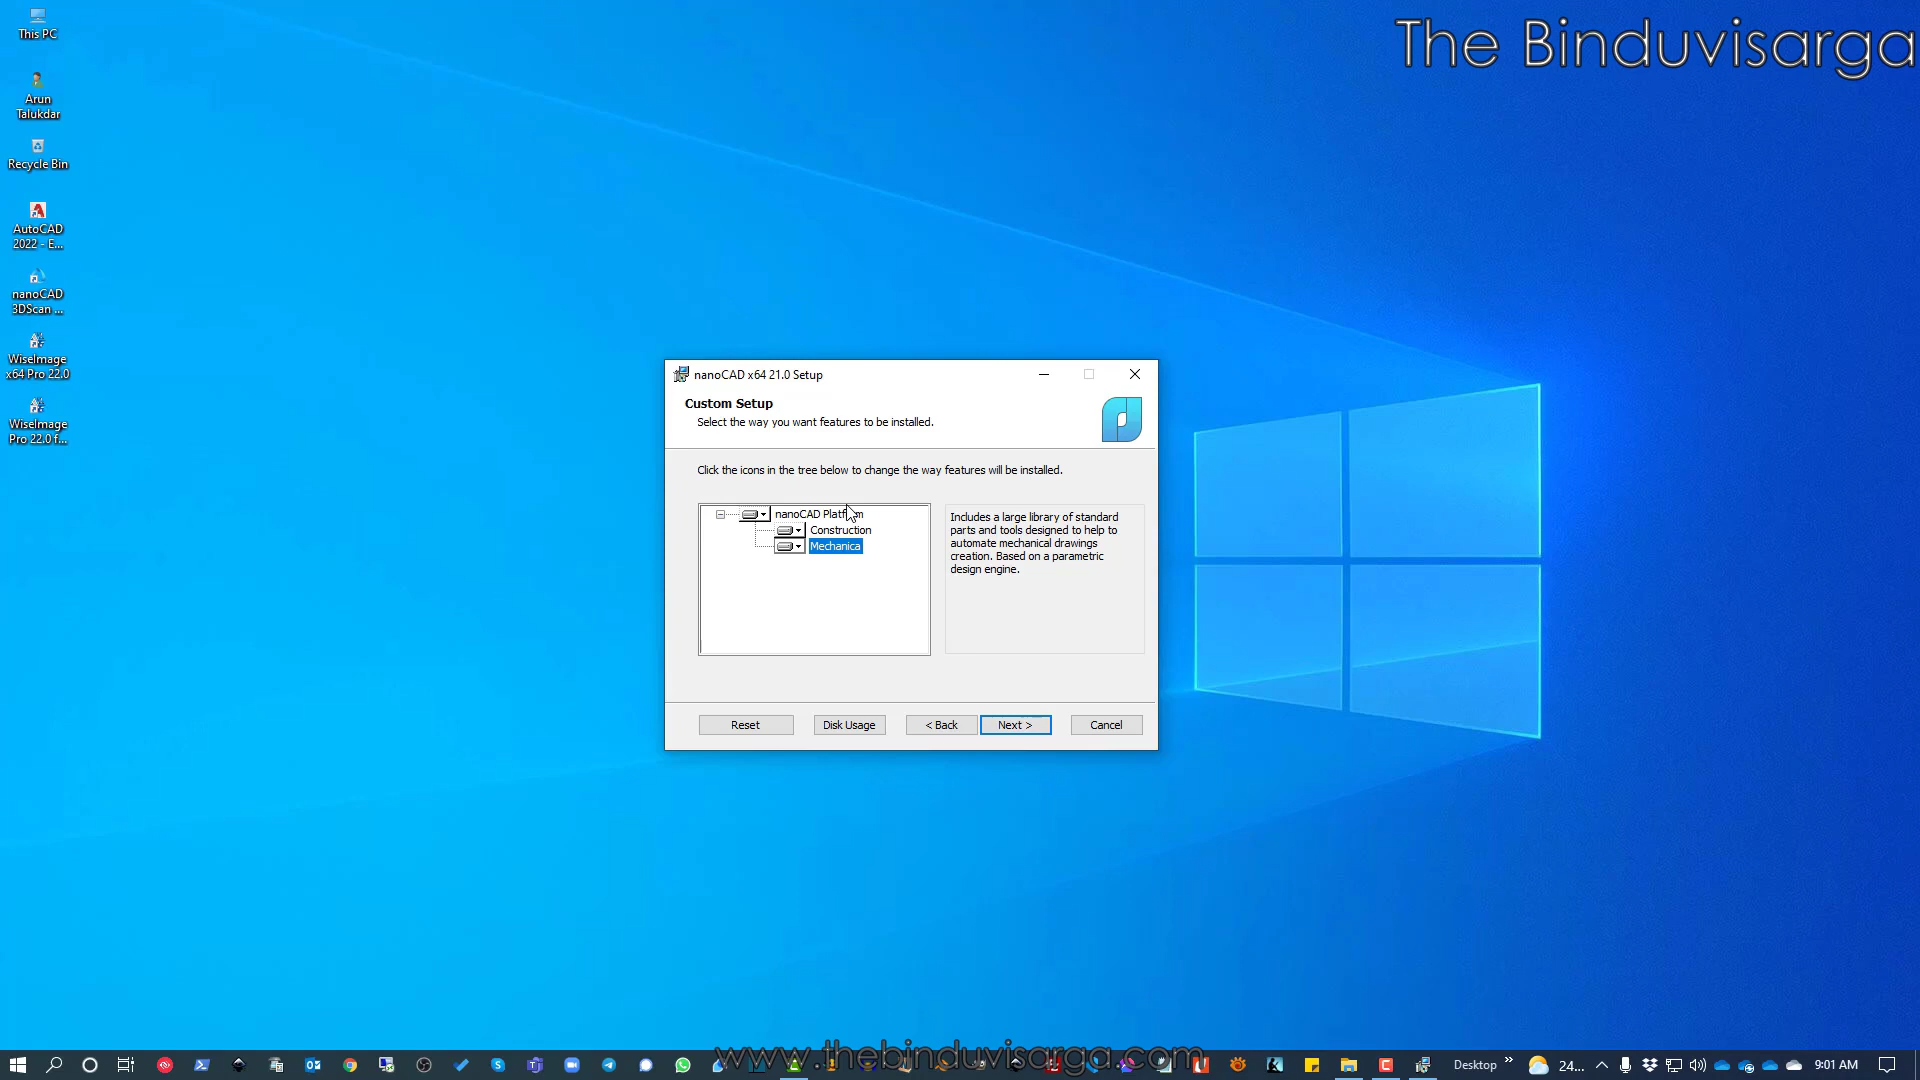 The Binduvisarga
This PC
Arun
Talukdar
Recycle Bin
AutoCAD
2022 - E...
nanoCAD
3DScan ...
WiseImage
x64 Pro 22.0
WiseImage
Pro 22.0 f...
nanoCAD x64 21.0 Setup
Custom Setup
Select the way you want features to be installed.
Click the icons in the tree below to change the way features will be installed.
nanoCAD Platform
Construction
Mechanica
Includes a large library of standard
parts and tools designed to help to
automate mechanical drawings
creation. Based on a parametric
design engine.
Reset
Disk Usage
< Back
Next >
Cancel
www.thebinduvisarga.com
Desktop
24...
9:01 AM